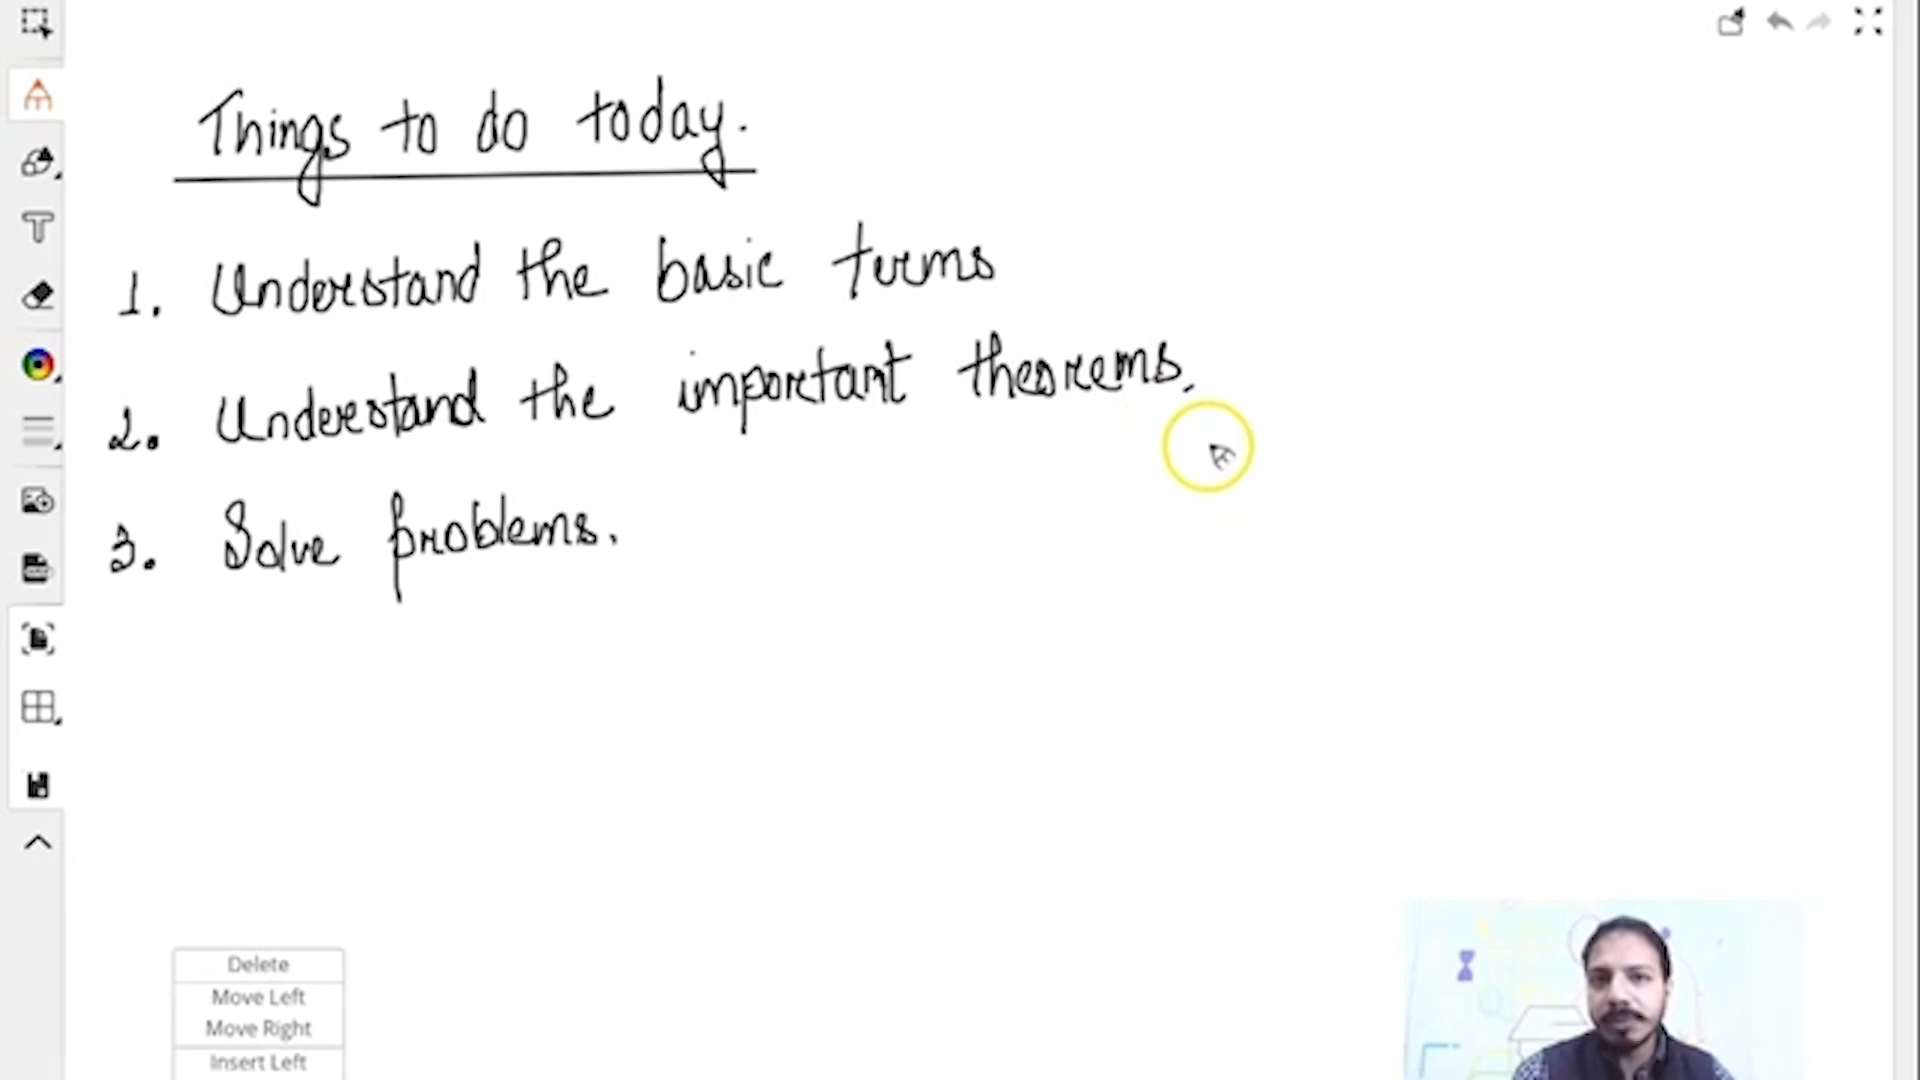 Things to do today.
1. Understand the basic terms
2. Understand the important theorems.
3. Solve problems.
Delete
Move Left
Move Right
Insert Left